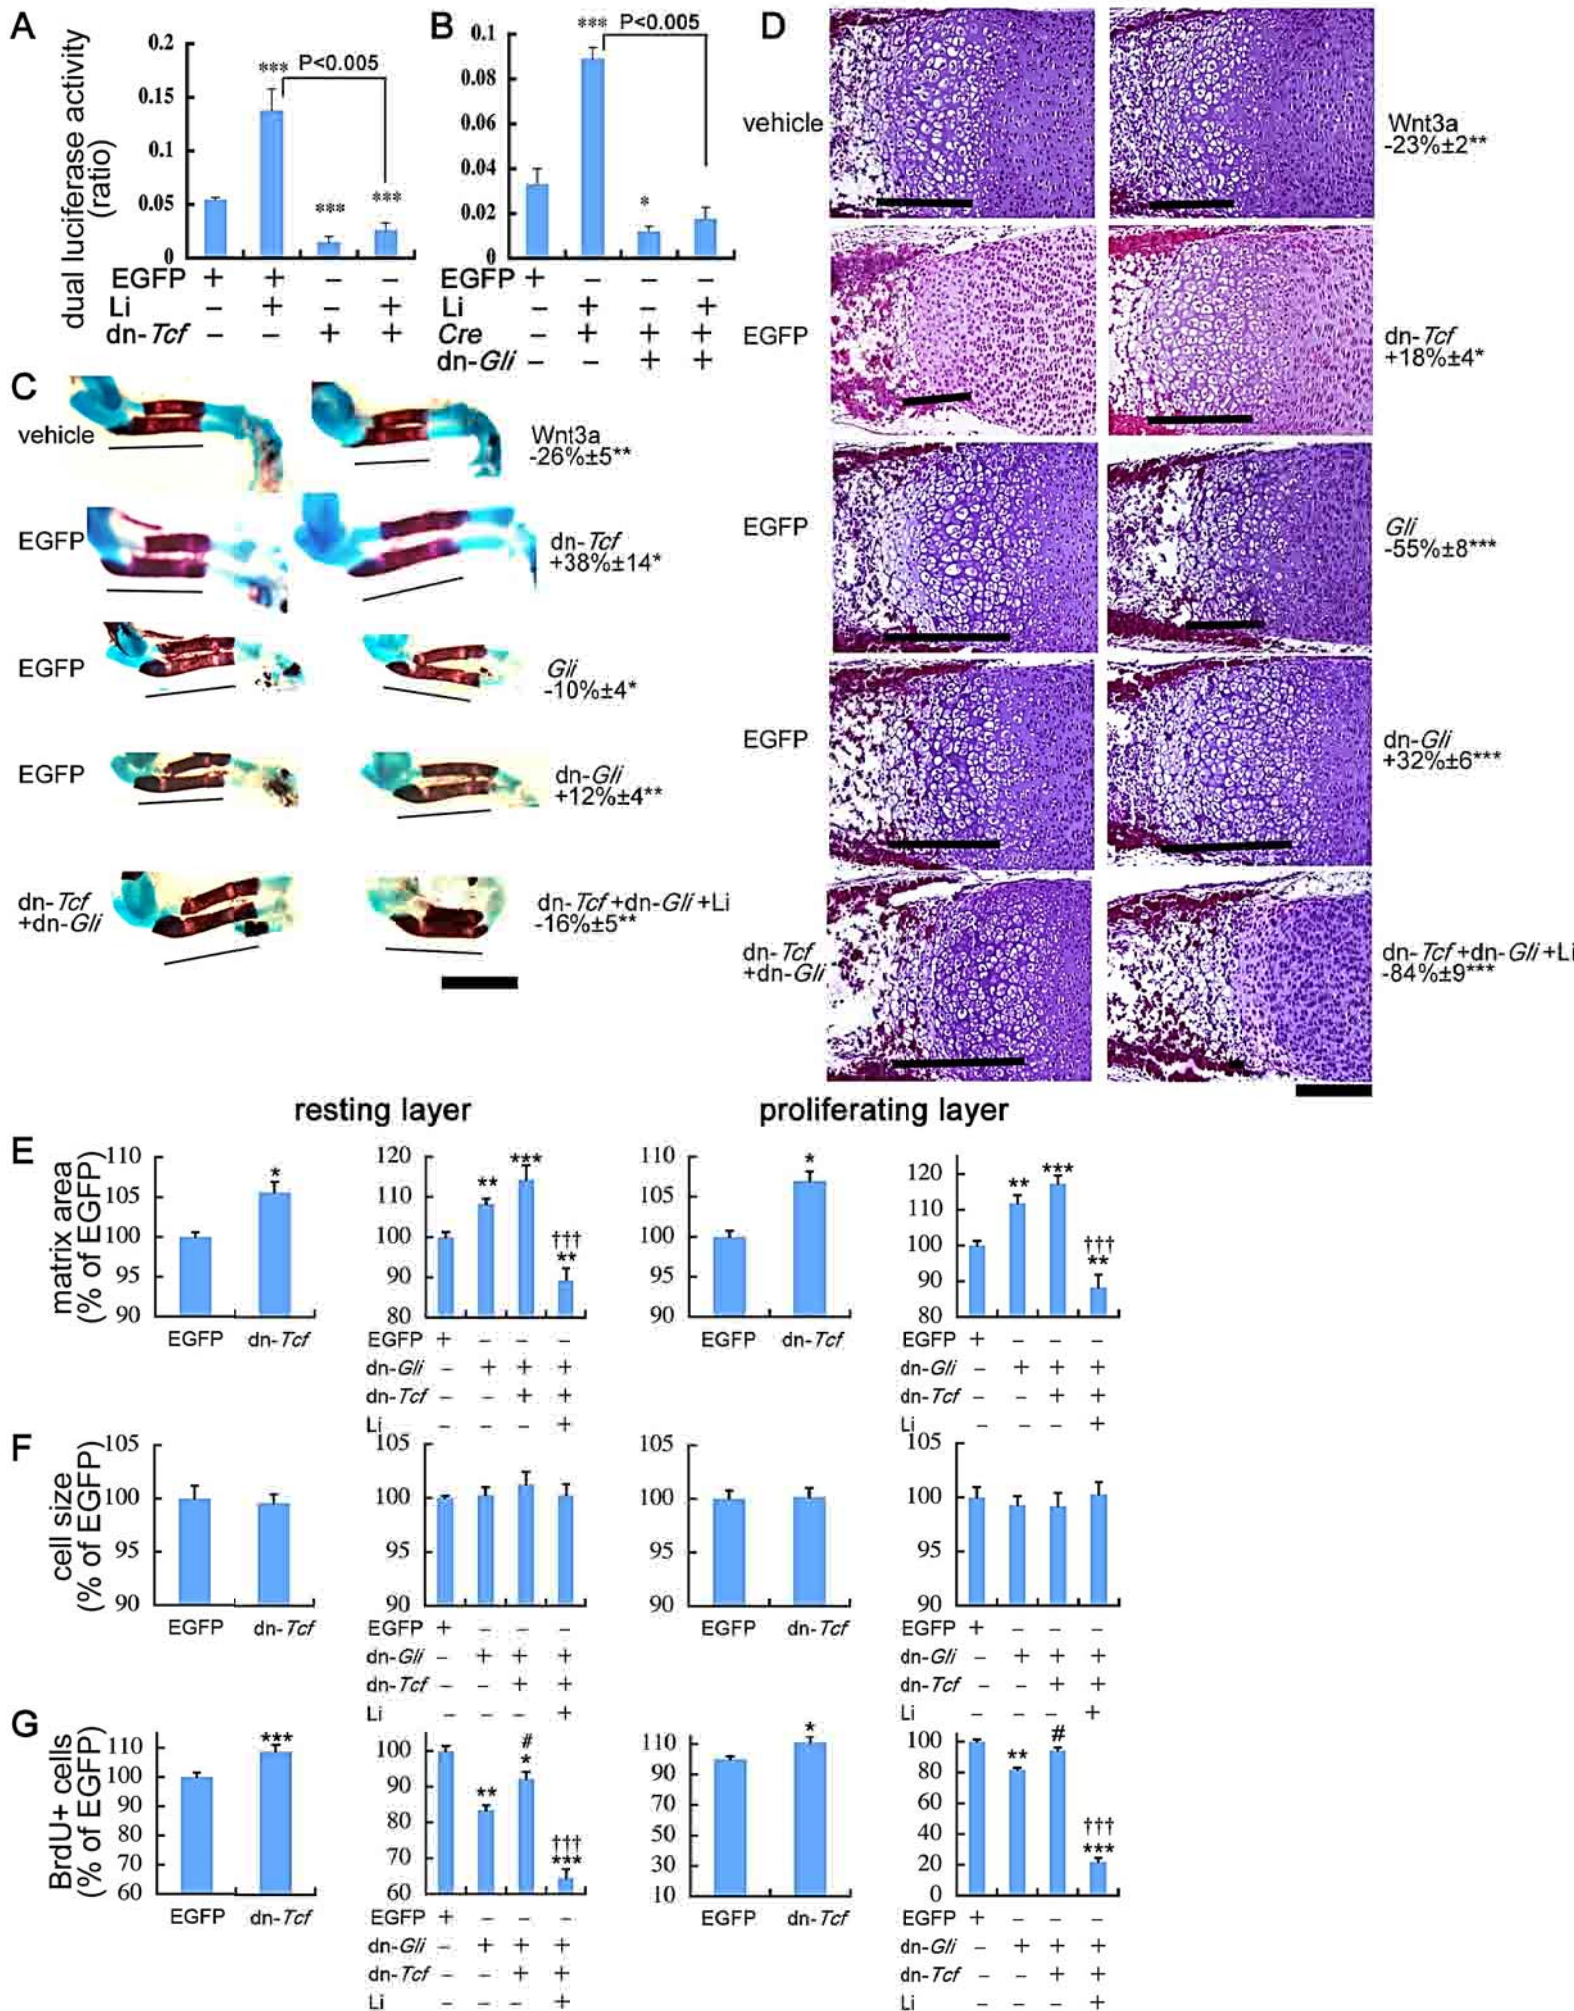 A
dual luciferase activity
(ratio)
0.2
0.15
0.1
0.05
0
***
P<0.005
***
***
EGFP + + – –
Li – + – +
dn-Tcf – – + +
B
0.1
0.08
0.06
0.04
0.02
0
***
P<0.005
*
EGFP + – – –
Li – + – +
Cre – + + +
dn-Gli – – + +
C
vehicle
Wnt3a
-26%±5**
EGFP
dn-Tcf
+38%±14*
EGFP
Gli
-10%±4*
EGFP
dn-Gli
+12%±4**
dn-Tcf
+dn-Gli
dn-Tcf+dn-Gli+Li
-16%±5**
D
vehicle
Wnt3a
-23%±2**
EGFP
dn-Tcf
+18%±4*
EGFP
Gli
-55%±8***
EGFP
dn-Gli
+32%±6***
dn-Tcf
+dn-Gli
dn-Tcf+dn-Gli+Li
-84%±9***
resting layer
proliferating layer
E
matrix area
(% of EGFP)
110
105
100
95
90
*
EGFP dn-Tcf
120
110
100
90
80
**
***
†††
**
EGFP + – – –
dn-Gli – + + +
dn-Tcf – – + +
Li – – – +
110
105
100
95
90
*
EGFP dn-Tcf
120
110
100
90
80
**
***
†††
**
EGFP + – – –
dn-Gli – + + +
dn-Tcf – – + +
Li – – – +
F
cell size
(% of EGFP)
105
100
95
90
EGFP dn-Tcf
105
100
95
90
EGFP + – – –
dn-Gli – + + +
dn-Tcf – – + +
Li – – – +
105
100
95
90
EGFP dn-Tcf
105
100
95
90
EGFP + – – –
dn-Gli – + + +
dn-Tcf – – + +
Li – – – +
G
BrdU+ cells
(% of EGFP)
110
100
90
80
70
60
***
EGFP dn-Tcf
100
90
80
70
60
**
#
*
†††
***
EGFP + – – –
dn-Gli – + + +
dn-Tcf – – + +
Li – – – +
110
90
70
50
30
10
*
EGFP dn-Tcf
100
80
60
40
20
0
**
#
†††
***
EGFP + – – –
dn-Gli – + + +
dn-Tcf – – + +
Li – – – +